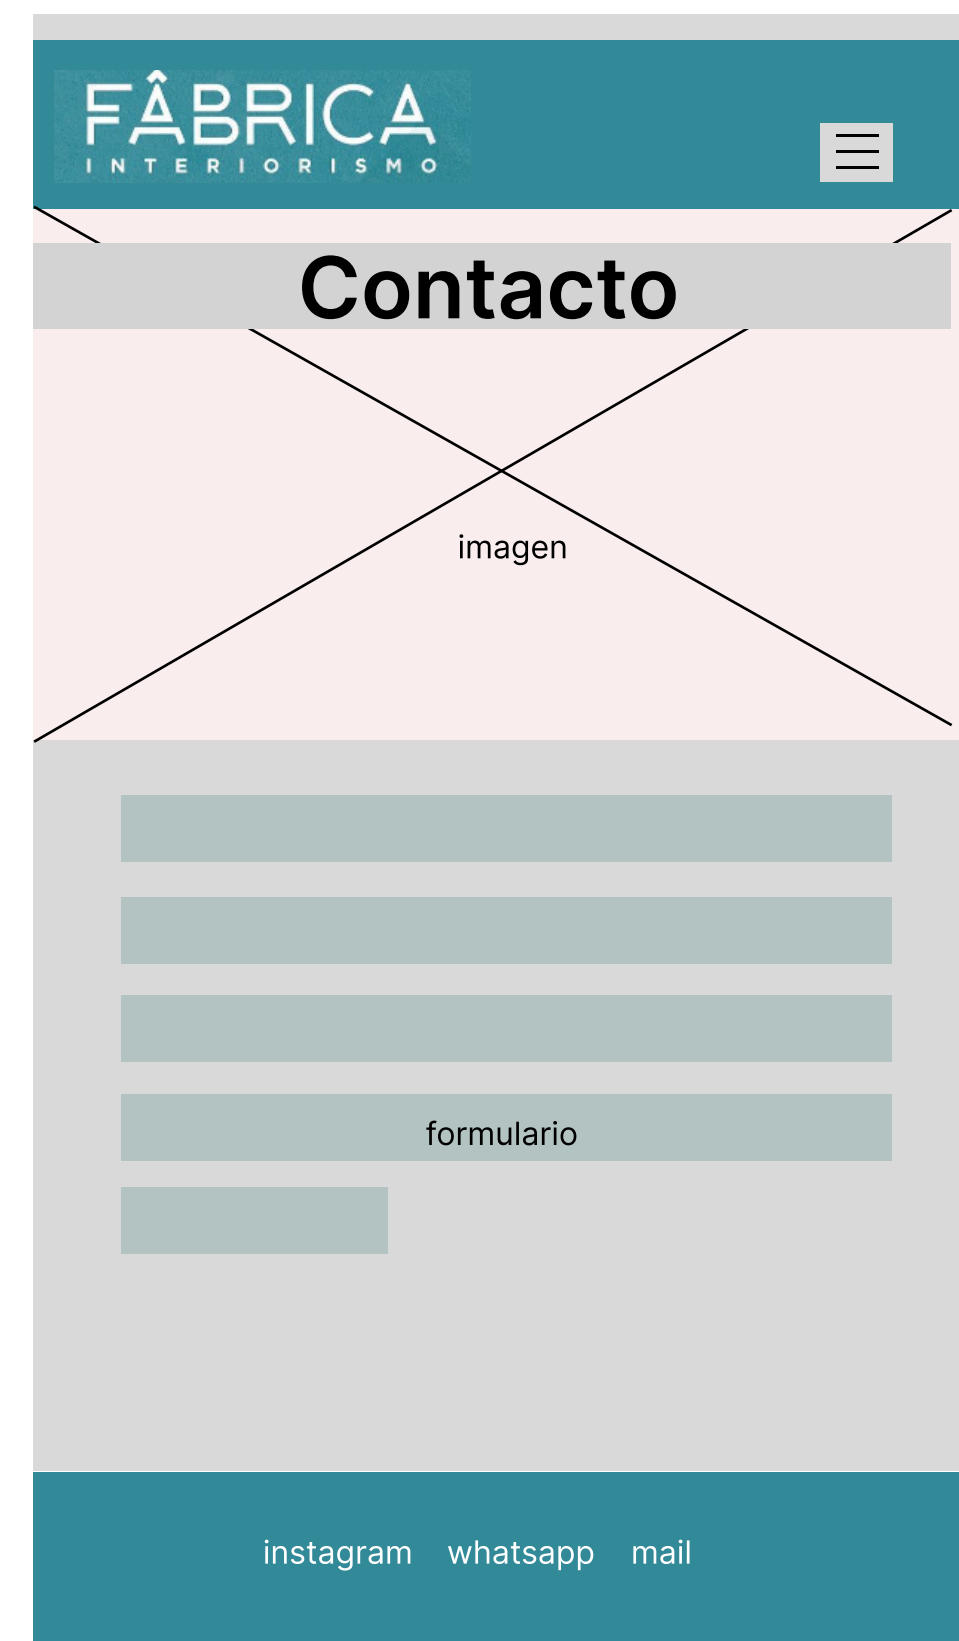 FÂBRICA
INTERIORISMO
Contacto
imagen
formulario
instagram whatsapp mail